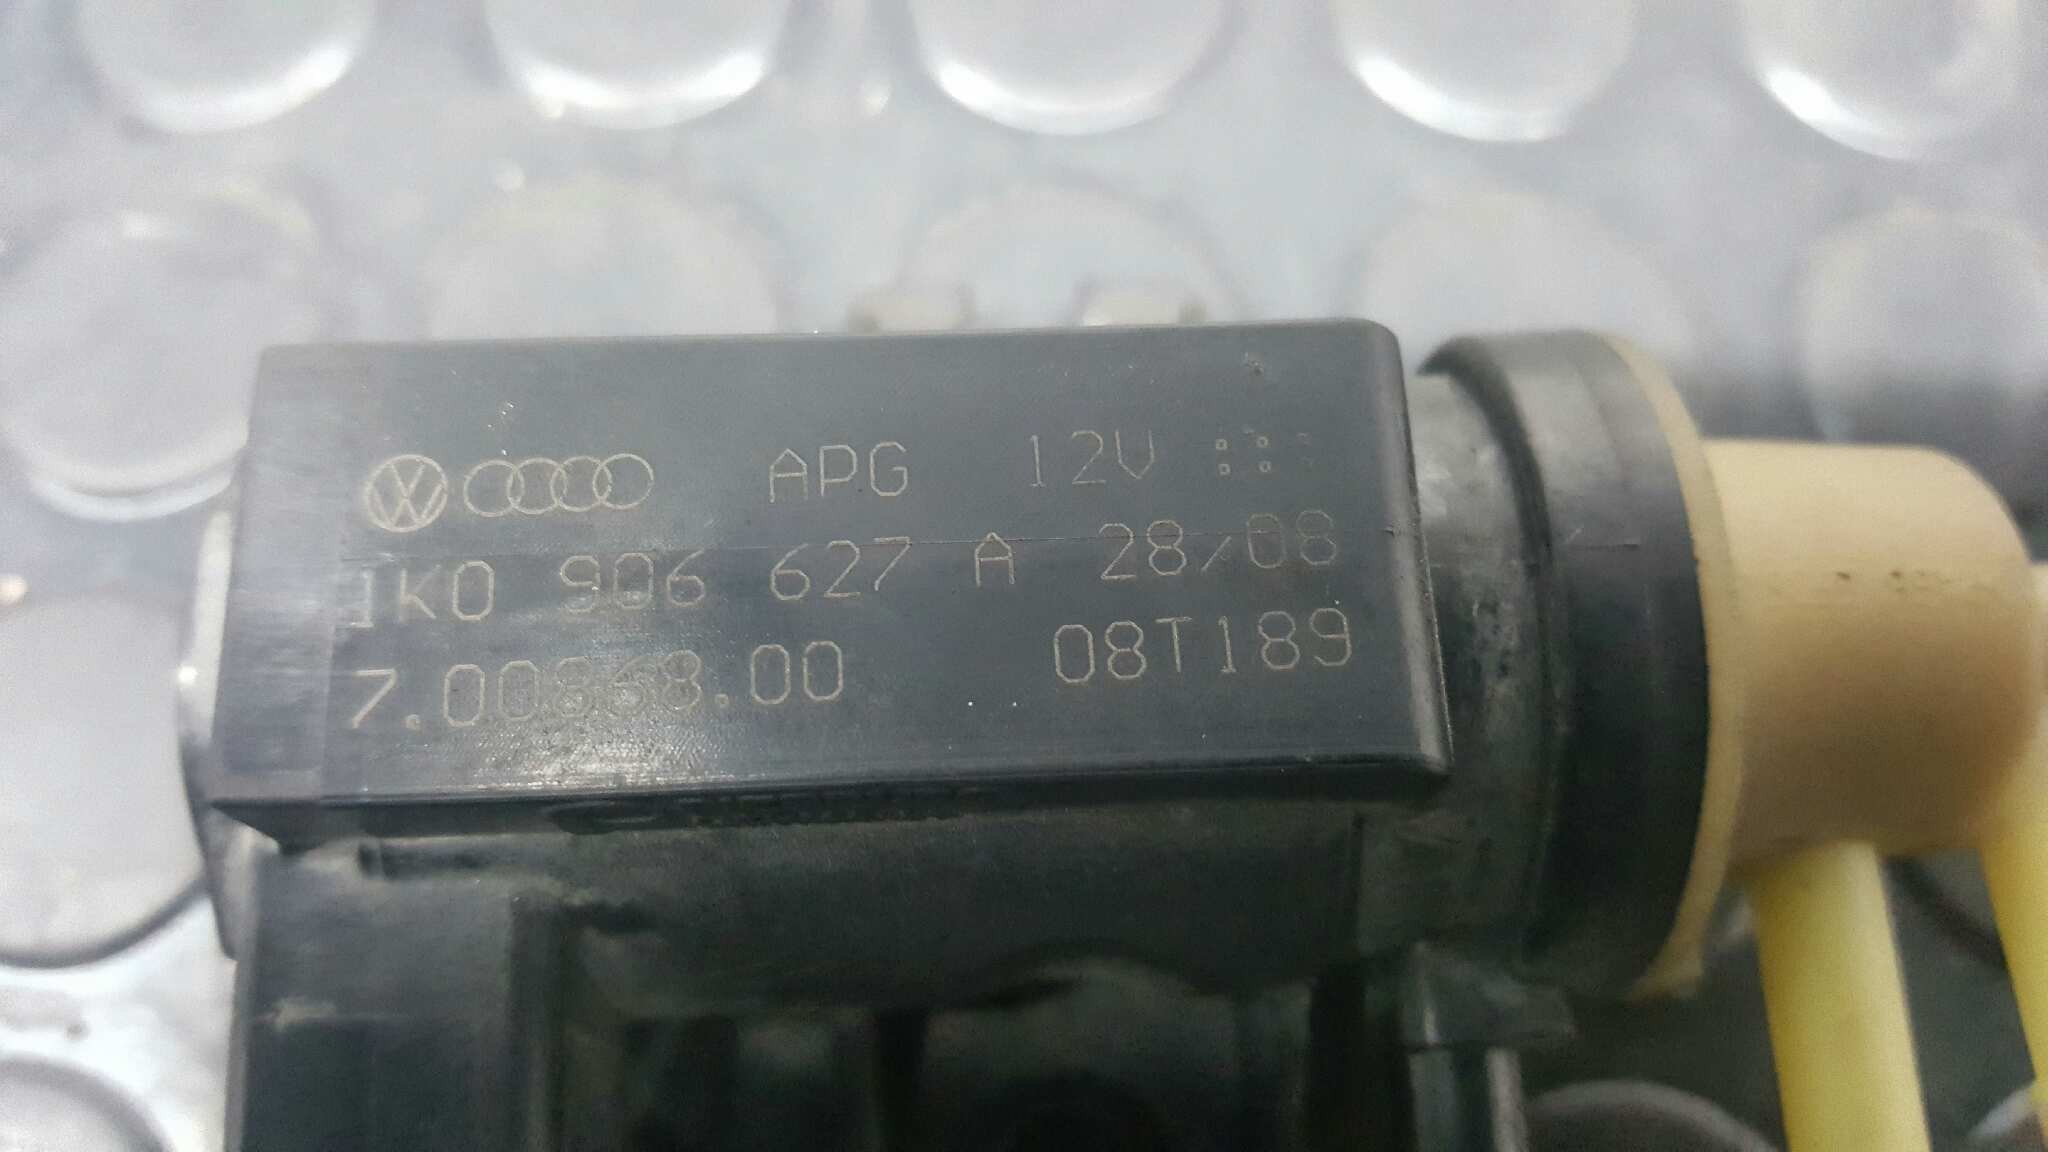 APG 12V
1K0 906 627 A 28/08
7.00868.00 08T189